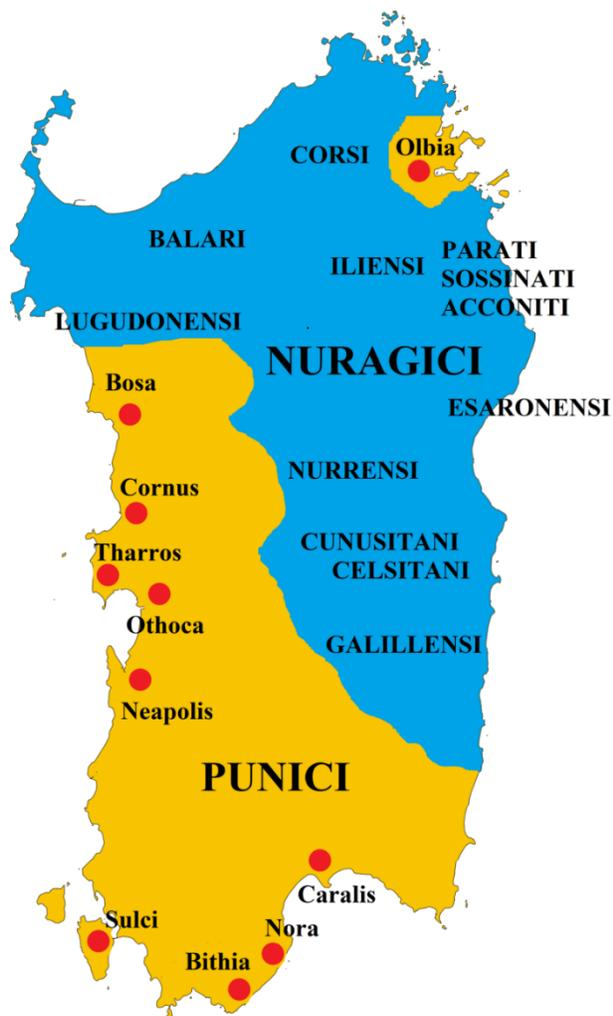 CORSI
Olbia
BALARI
ILIENSI
PARATI
SOSSINATI
ACCONITI
LUGUDONENSI
NURAGICI
Bosa
ESARONENSI
NURRENSI
Cornus
CUNUSITANI
CELSITANI
Tharros
Othoca
GALILLENSI
Neapolis
PUNICI
Caralis
Sulci
Nora
Bithia